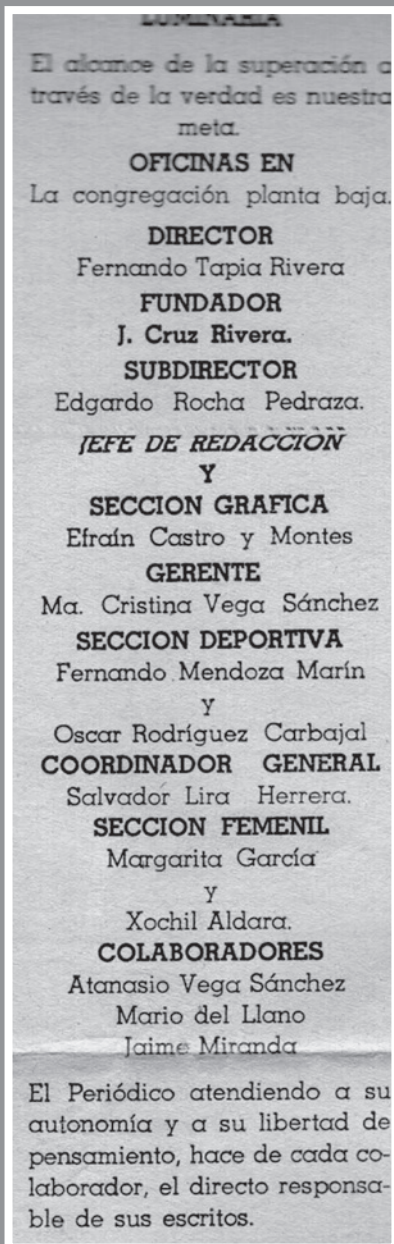 LUMINARIA
El alcance de la superación a
través de la verdad es nuestra
meta.
OFICINAS EN
La congregación planta baja.
DIRECTOR
Fernando Tapia Rivera
FUNDADOR
J. Cruz Rivera.
SUBDIRECTOR
Edgardo Rocha Pedraza.
JEFE DE REDACCION
Y
SECCION GRAFICA
Efraín Castro y Montes
GERENTE
Ma. Cristina Vega Sánchez
SECCION DEPORTIVA
Fernando Mendoza Marín
y
Oscar Rodríguez Carbajal
COORDINADOR GENERAL
Salvador Lira Herrera.
SECCION FEMENIL
Margarita García
y
Xochil Aldara.
COLABORADORES
Atanasio Vega Sánchez
Mario del Llano
Jaime Miranda
El Periódico atendiendo a su
autonomía y a su libertad de
pensamiento, hace de cada co-
laborador, el directo responsa-
ble de sus escritos.